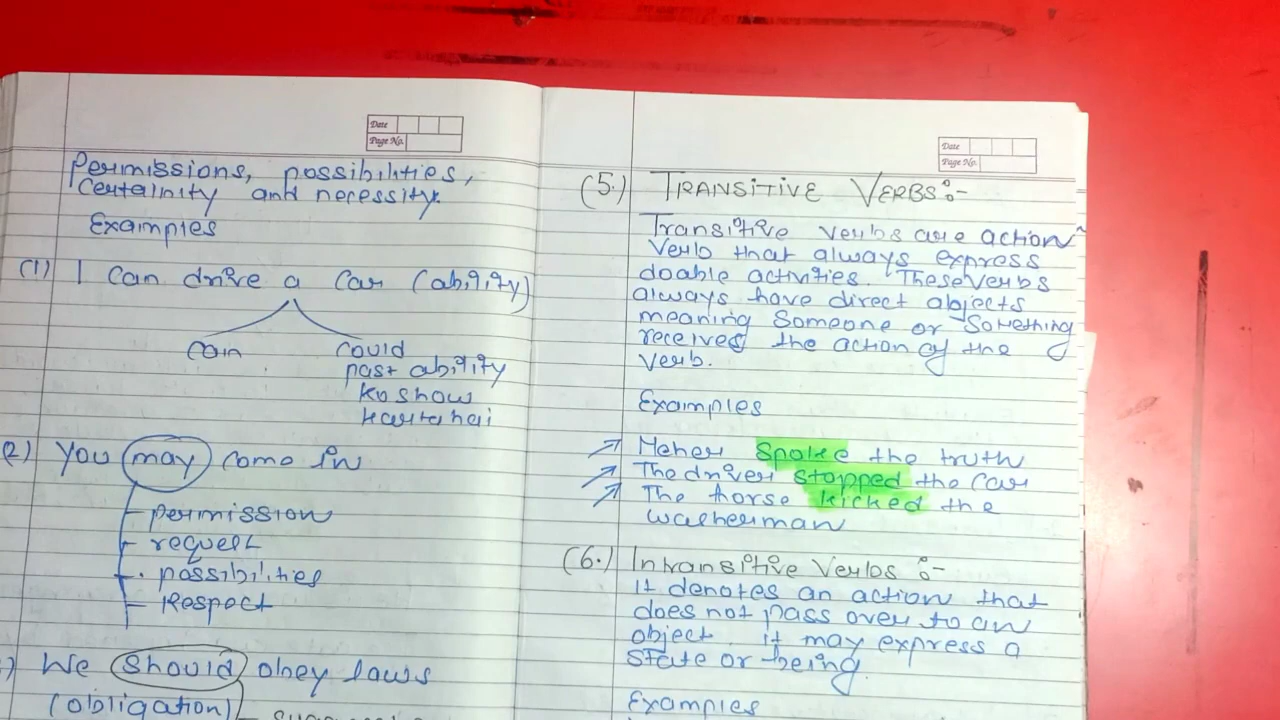 Date
Page No.
Permissions, possibilities,
Certainity and necessity.
Examples
(1) I can drive a car (ability)
can could
past ability
ko show
karta hai
(2) You may come in
permission
request
possibilities
Respect
) We should obey laws
(obligation)
Date
Page No.
(5.) TRANSITIVE VERBS:-
Transitive verbs are action
verb that always express
doable activities. These verbs
always have direct objects
meaning someone or something
receives the action of the
verb.
Examples
Meher spoke the truth
The driver stopped the car
The horse kicked the
washerman
(6.) Intransitive Verbs :-
It denotes an action that
does not pass over to an
object. it may express a
state or being.
Examples